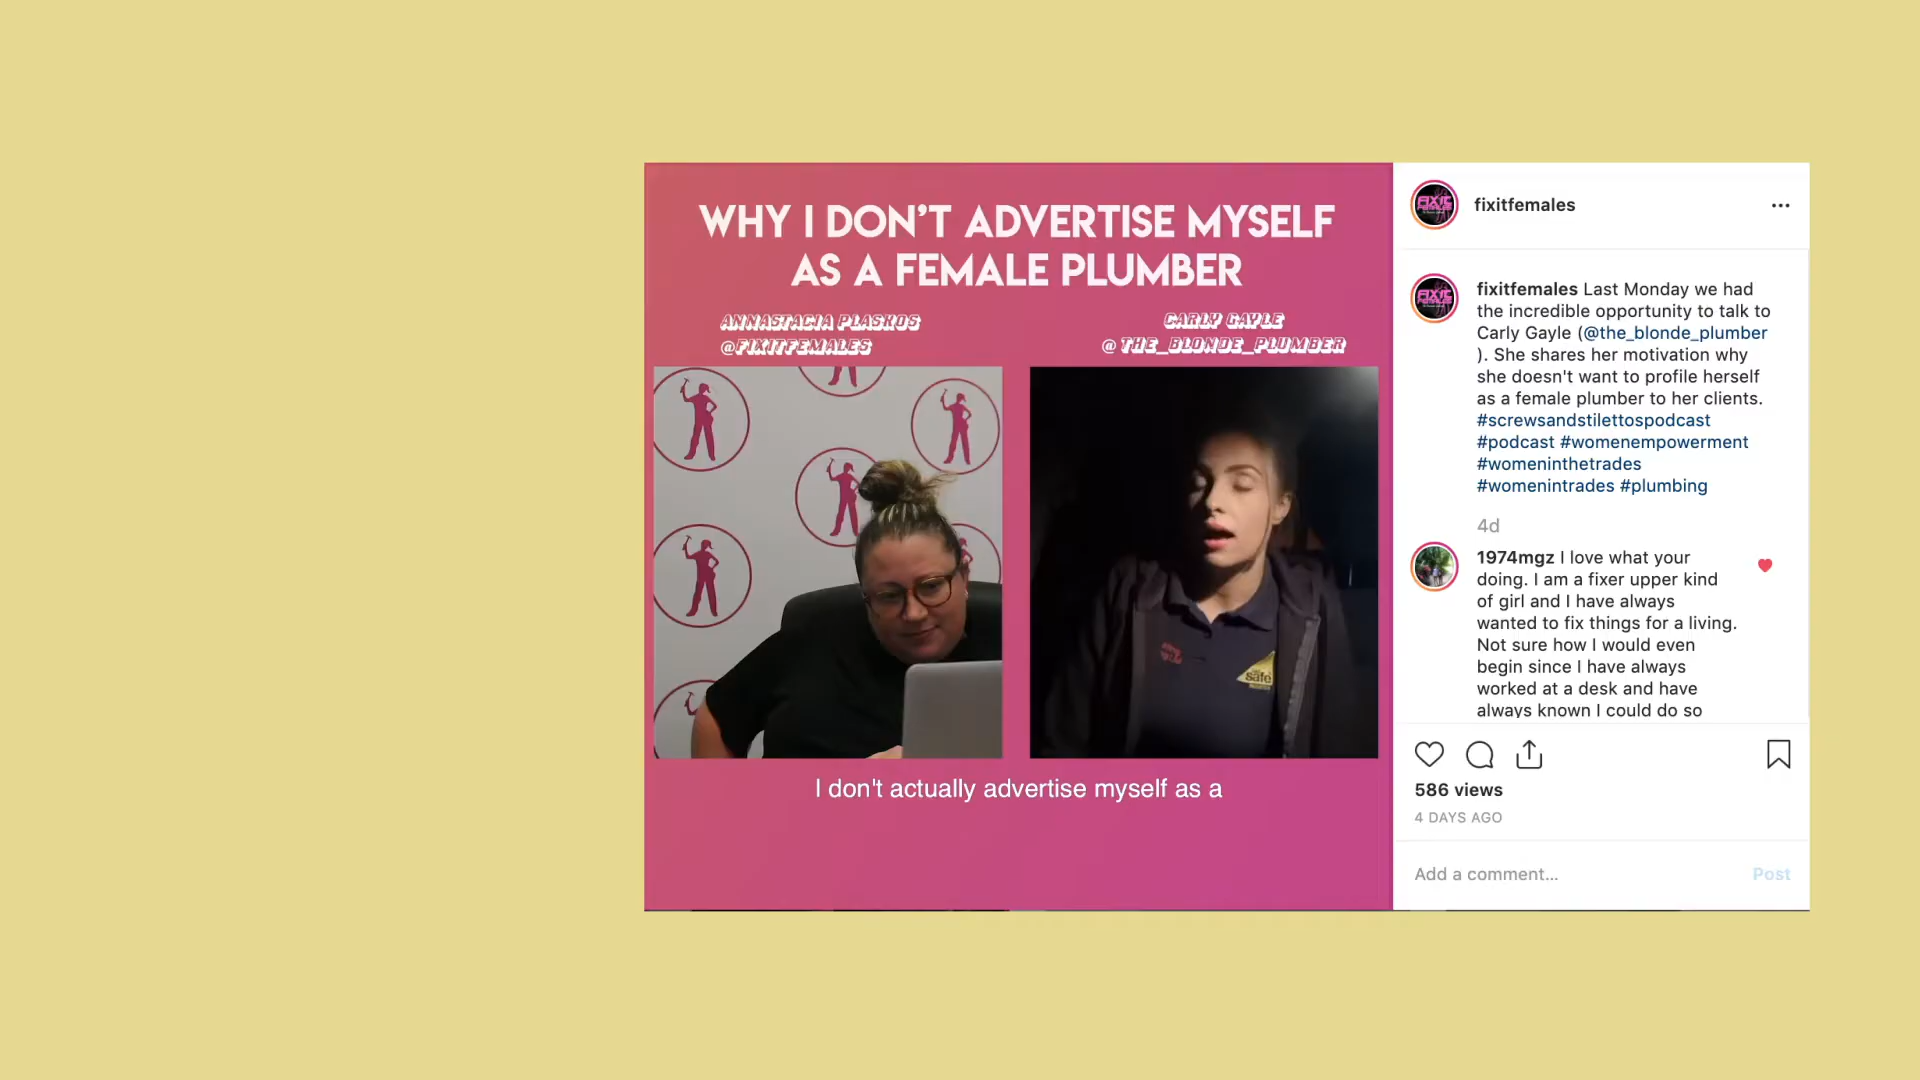 WHY I DON'T ADVERTISE MYSELF
AS A FEMALE PLUMBER
ANNASTACIA PLASKOS
@FIXITFEMALES
CARLY GAYLE
@THE_BLONDE_PLUMBER
safe
I don't actually advertise myself as a
FIXIT
fixitfemales
FIXIT
fixitfemales Last Monday we had
the incredible opportunity to talk to
Carly Gayle (@the_blonde_plumber
). She shares her motivation why
she doesn't want to profile herself
as a female plumber to her clients.
#screwsandstilettospodcast
#podcast #womenempowerment
#womeninthetrades
#womenintrades #plumbing
4d
1974mgz I love what your
doing. I am a fixer upper kind
of girl and I have always
wanted to fix things for a living.
Not sure how I would even
begin since I have always
worked at a desk and have
always known I could do so
586 views
4 DAYS AGO
Add a comment...
Post